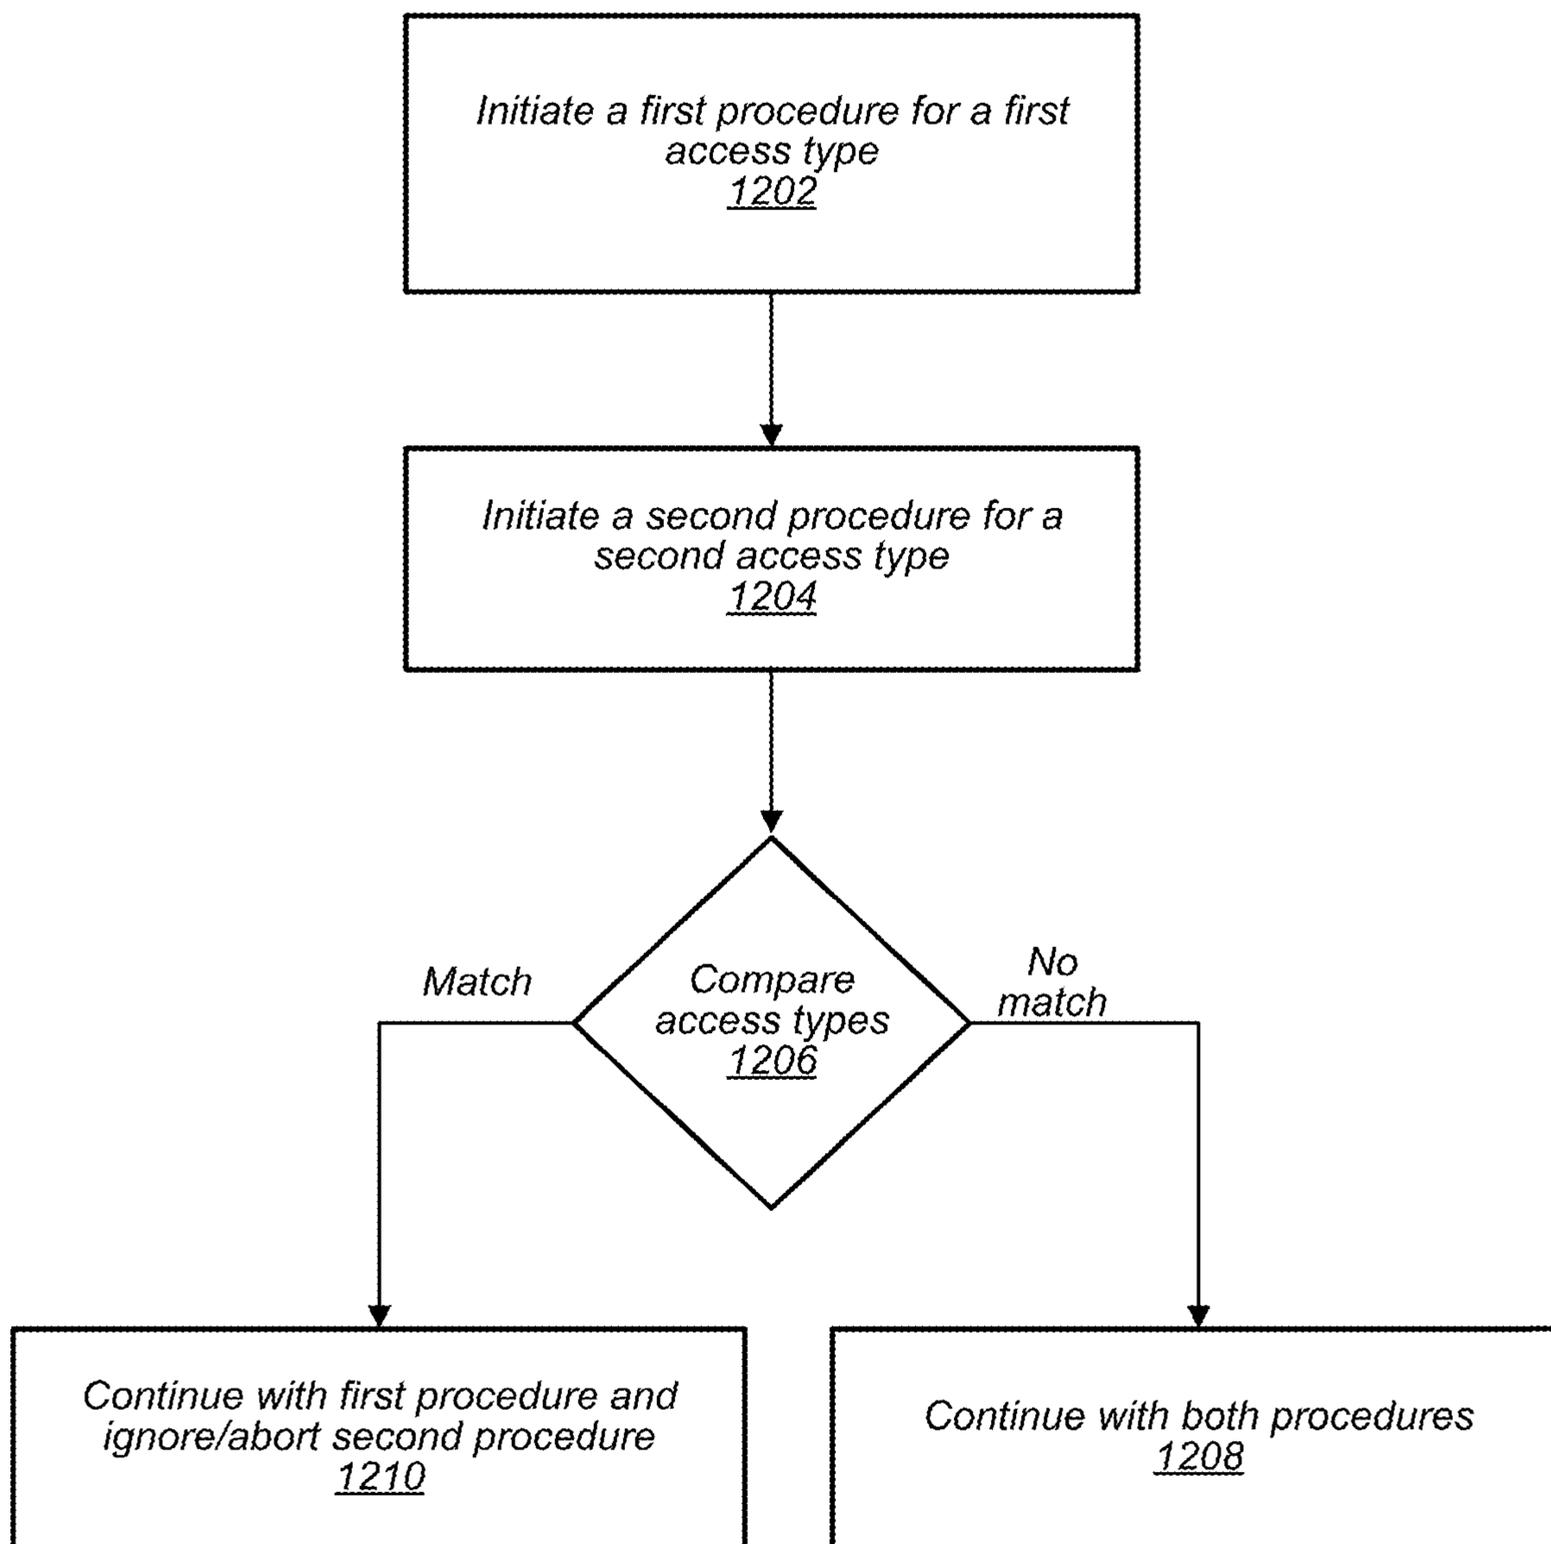 Initiate a first procedure for a first
access type
1202
Initiate a second procedure for a
second access type
1204
Match
No
match
Compare
access types
1206
Continue with first procedure and
ignore/abort second procedure
1210
Continue with both procedures
1208